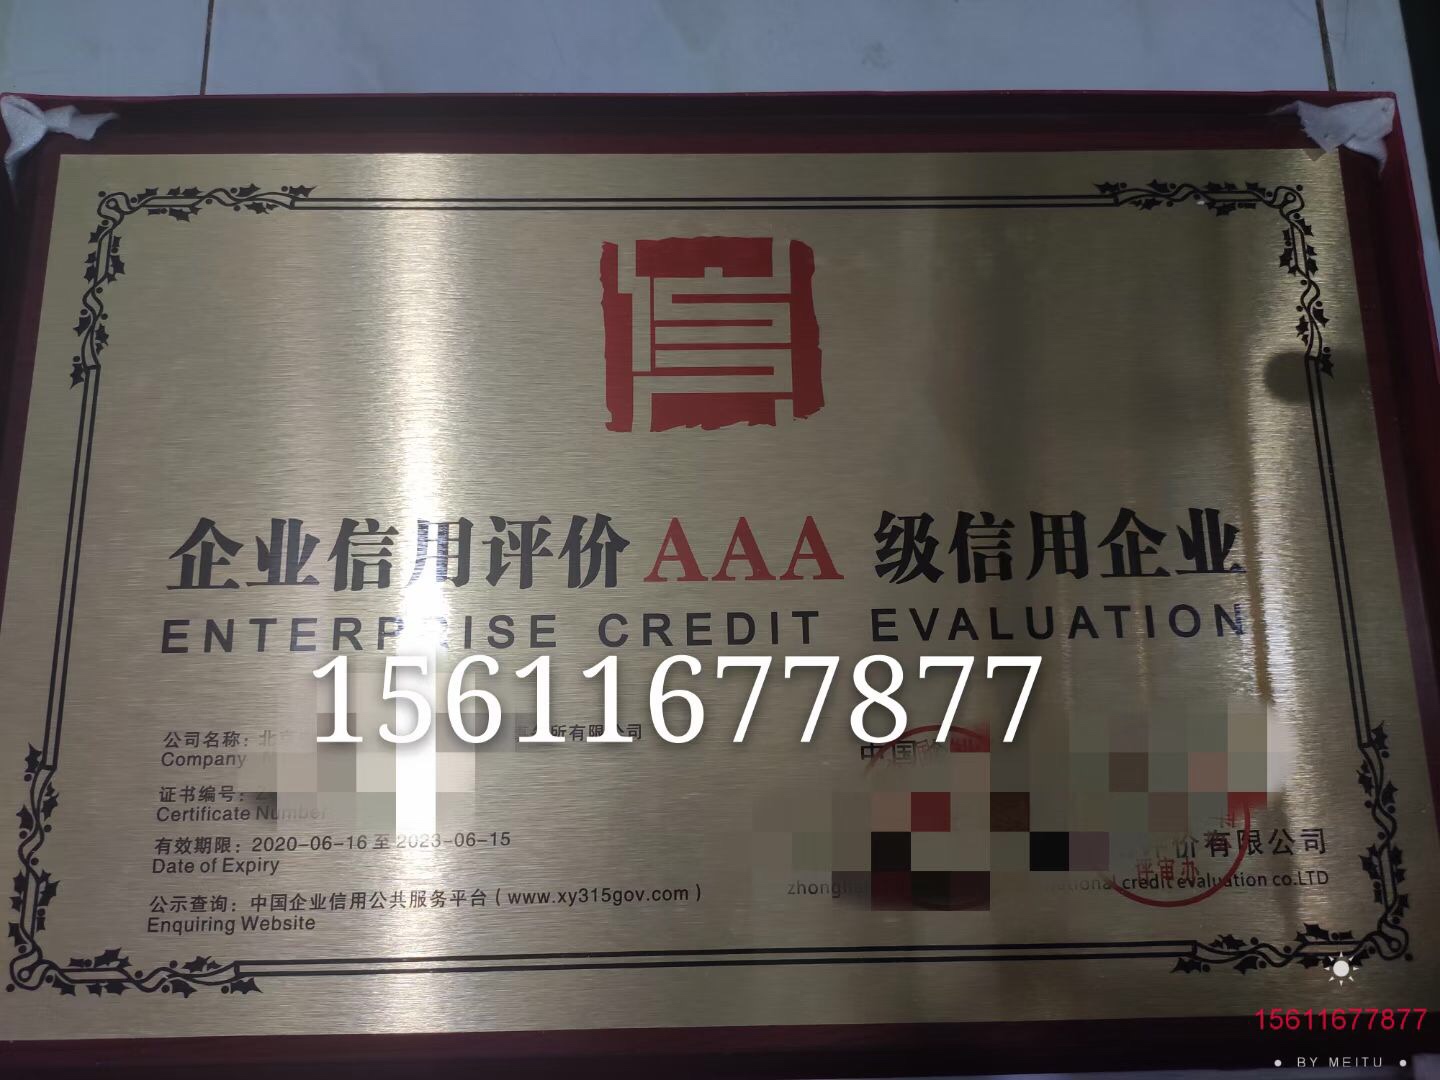 信
企业信用评价AAA级信用企业
ENTERPRISE CREDIT EVALUATION
15611677877
公司名称：北京 所有限公司
Company
证书编号：
Certificate Number
中国
有效期限：2020-06-16至2023-06-15
Date of Expiry
价有限公司
评审办
zhongha national credit evaluation co.LTD
公示查询：中国企业信用公共服务平台（www.xy315gov.com）
Enquiring Website
15611677877
BY MEITU